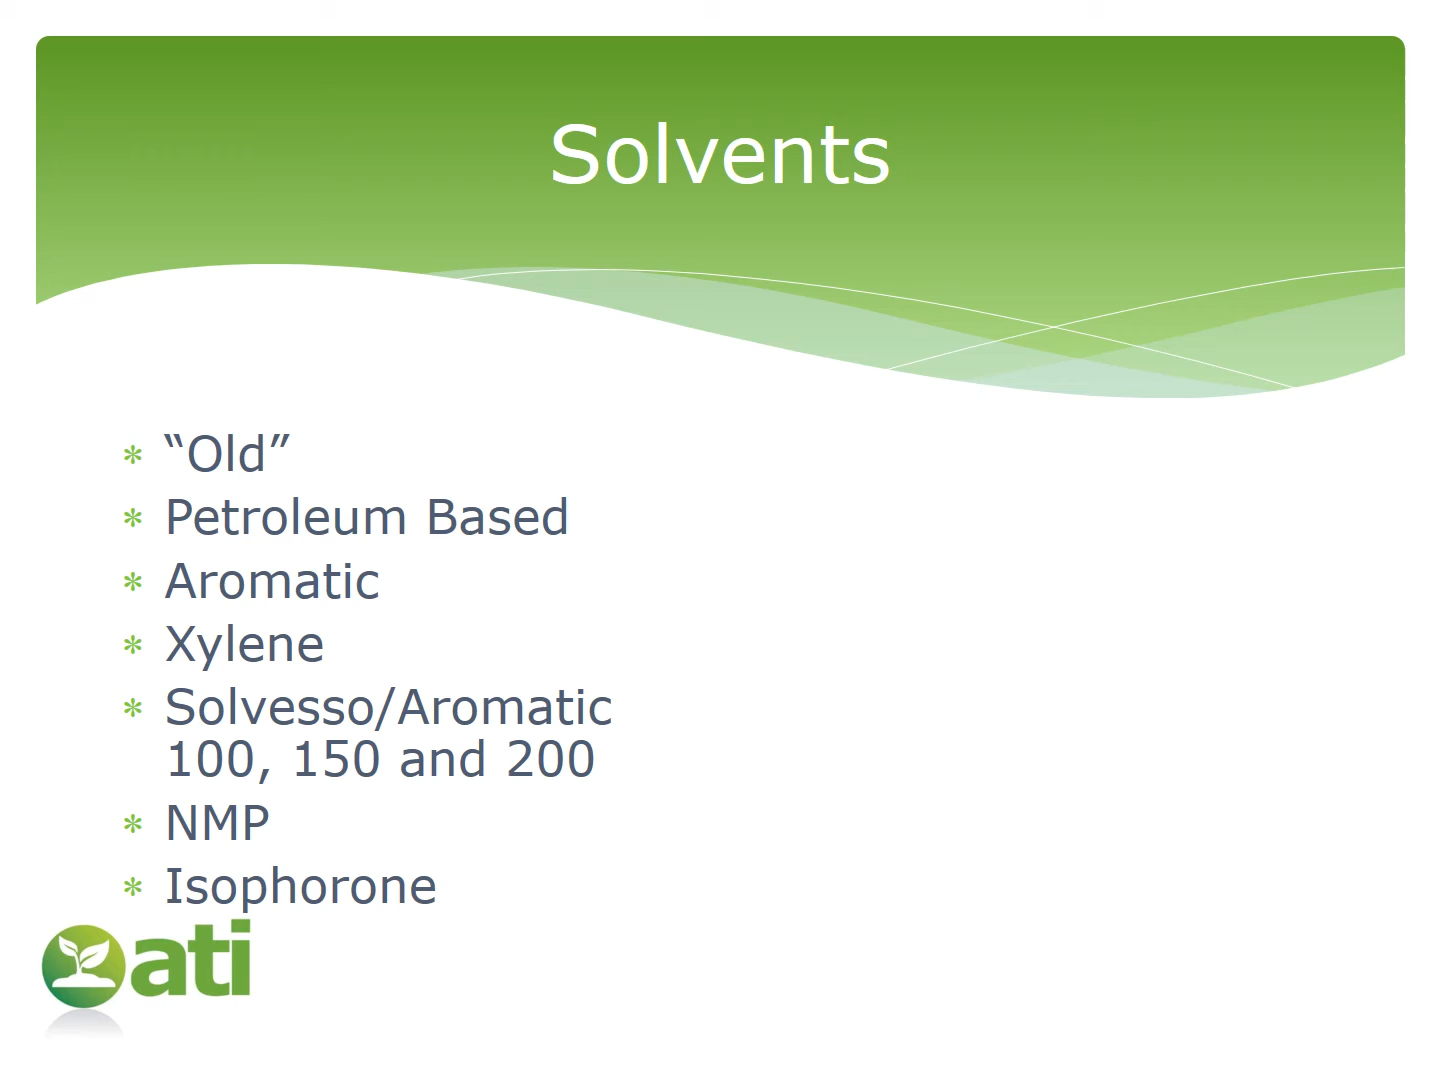 Solvents
* “Old”
* Petroleum Based
* Aromatic
* Xylene
* Solvesso/Aromatic
100, 150 and 200
* NMP
* Isophorone
ati